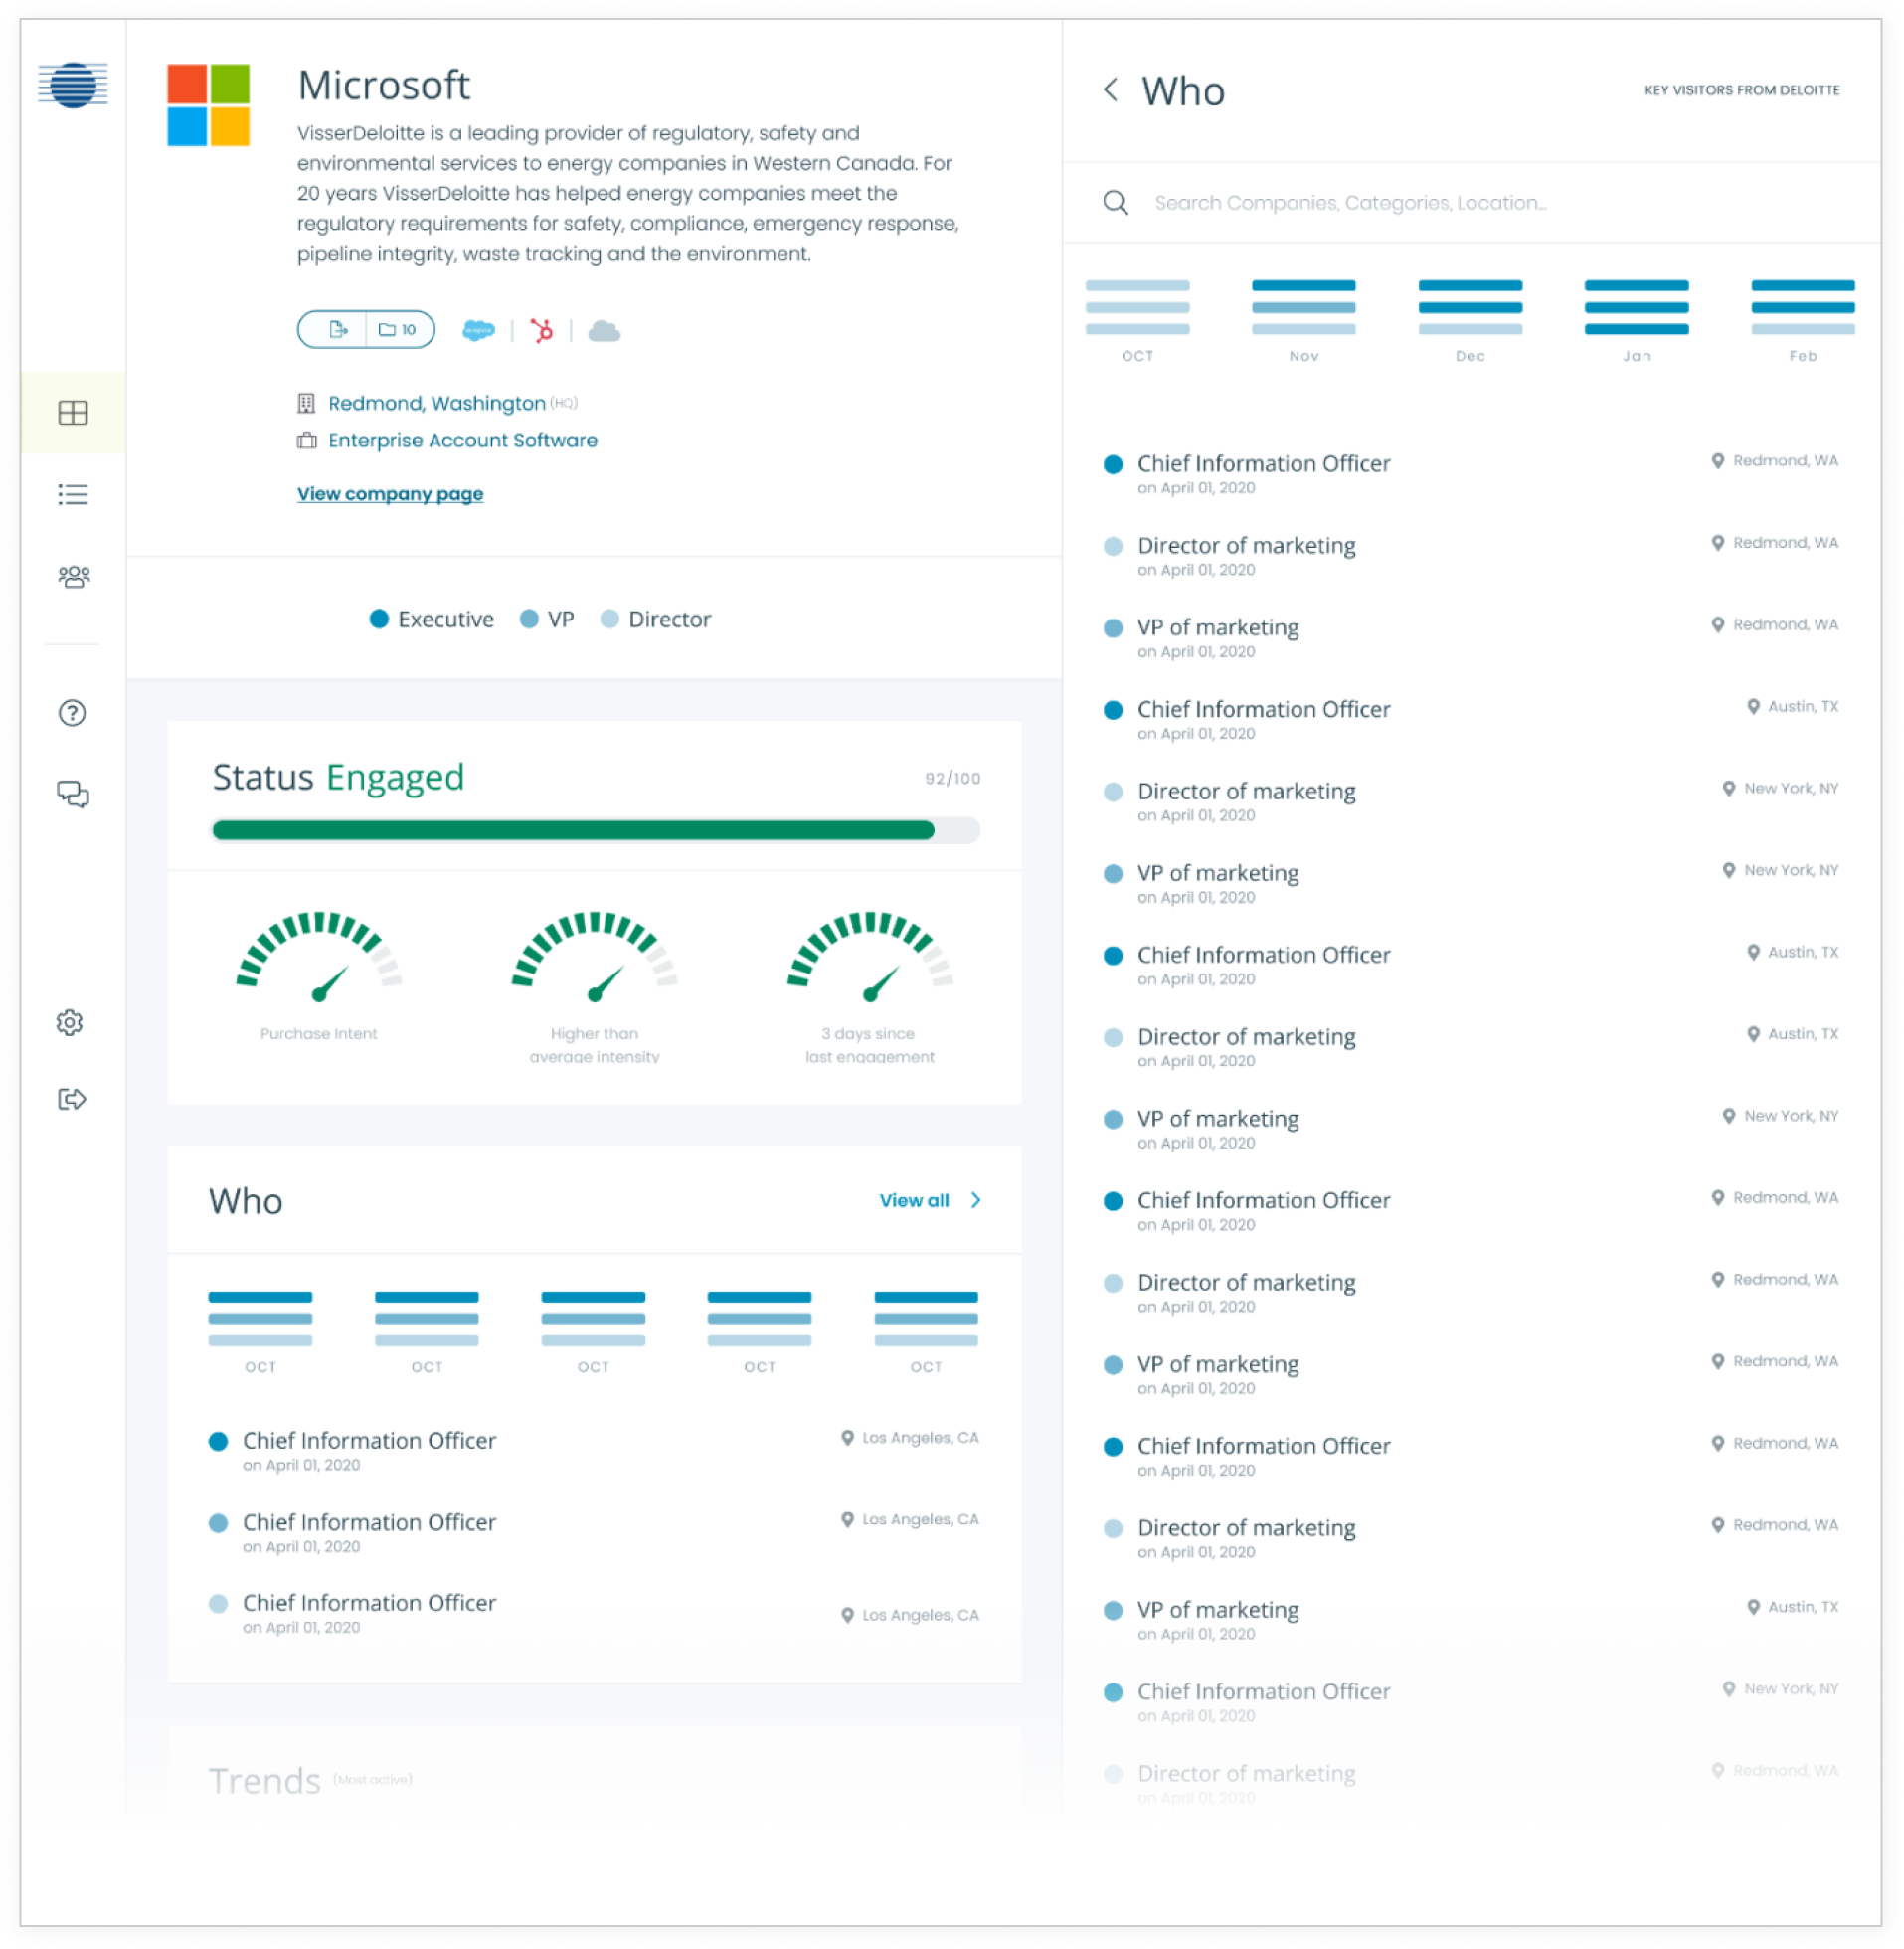 Microsoft
VisserDeloitte is a leading provider of regulatory, safety and
environmental services to energy companies in Western Canada. For
20 years VisserDeloitte has helped energy companies meet the
regulatory requirements for safety, compliance, emergency response,
pipeline integrity, waste tracking and the environment.
10
Redmond, Washington (HQ)
Enterprise Account Software
View company page
Executive VP Director
Status Engaged 92/100
Purchase Intent
Higher than
average intensity
3 days since
last engagement
Who View all
OCT OCT OCT OCT OCT
Chief Information Officer Los Angeles, CA
on April 01, 2020
Chief Information Officer Los Angeles, CA
on April 01, 2020
Chief Information Officer Los Angeles, CA
on April 01, 2020
Trends (Most active)
Who KEY VISITORS FROM DELOITTE
Search Companies, Categories, Location...
OCT Nov Dec Jan Feb
Chief Information Officer Redmond, WA
on April 01, 2020
Director of marketing Redmond, WA
on April 01, 2020
VP of marketing Redmond, WA
on April 01, 2020
Chief Information Officer Austin, TX
on April 01, 2020
Director of marketing New York, NY
on April 01, 2020
VP of marketing New York, NY
on April 01, 2020
Chief Information Officer Austin, TX
on April 01, 2020
Director of marketing Austin, TX
on April 01, 2020
VP of marketing New York, NY
on April 01, 2020
Chief Information Officer Redmond, WA
on April 01, 2020
Director of marketing Redmond, WA
on April 01, 2020
VP of marketing Redmond, WA
on April 01, 2020
Chief Information Officer Redmond, WA
on April 01, 2020
Director of marketing Redmond, WA
on April 01, 2020
VP of marketing Austin, TX
on April 01, 2020
Chief Information Officer New York, NY
on April 01, 2020
Director of marketing Redmond, WA
on April 01, 2020